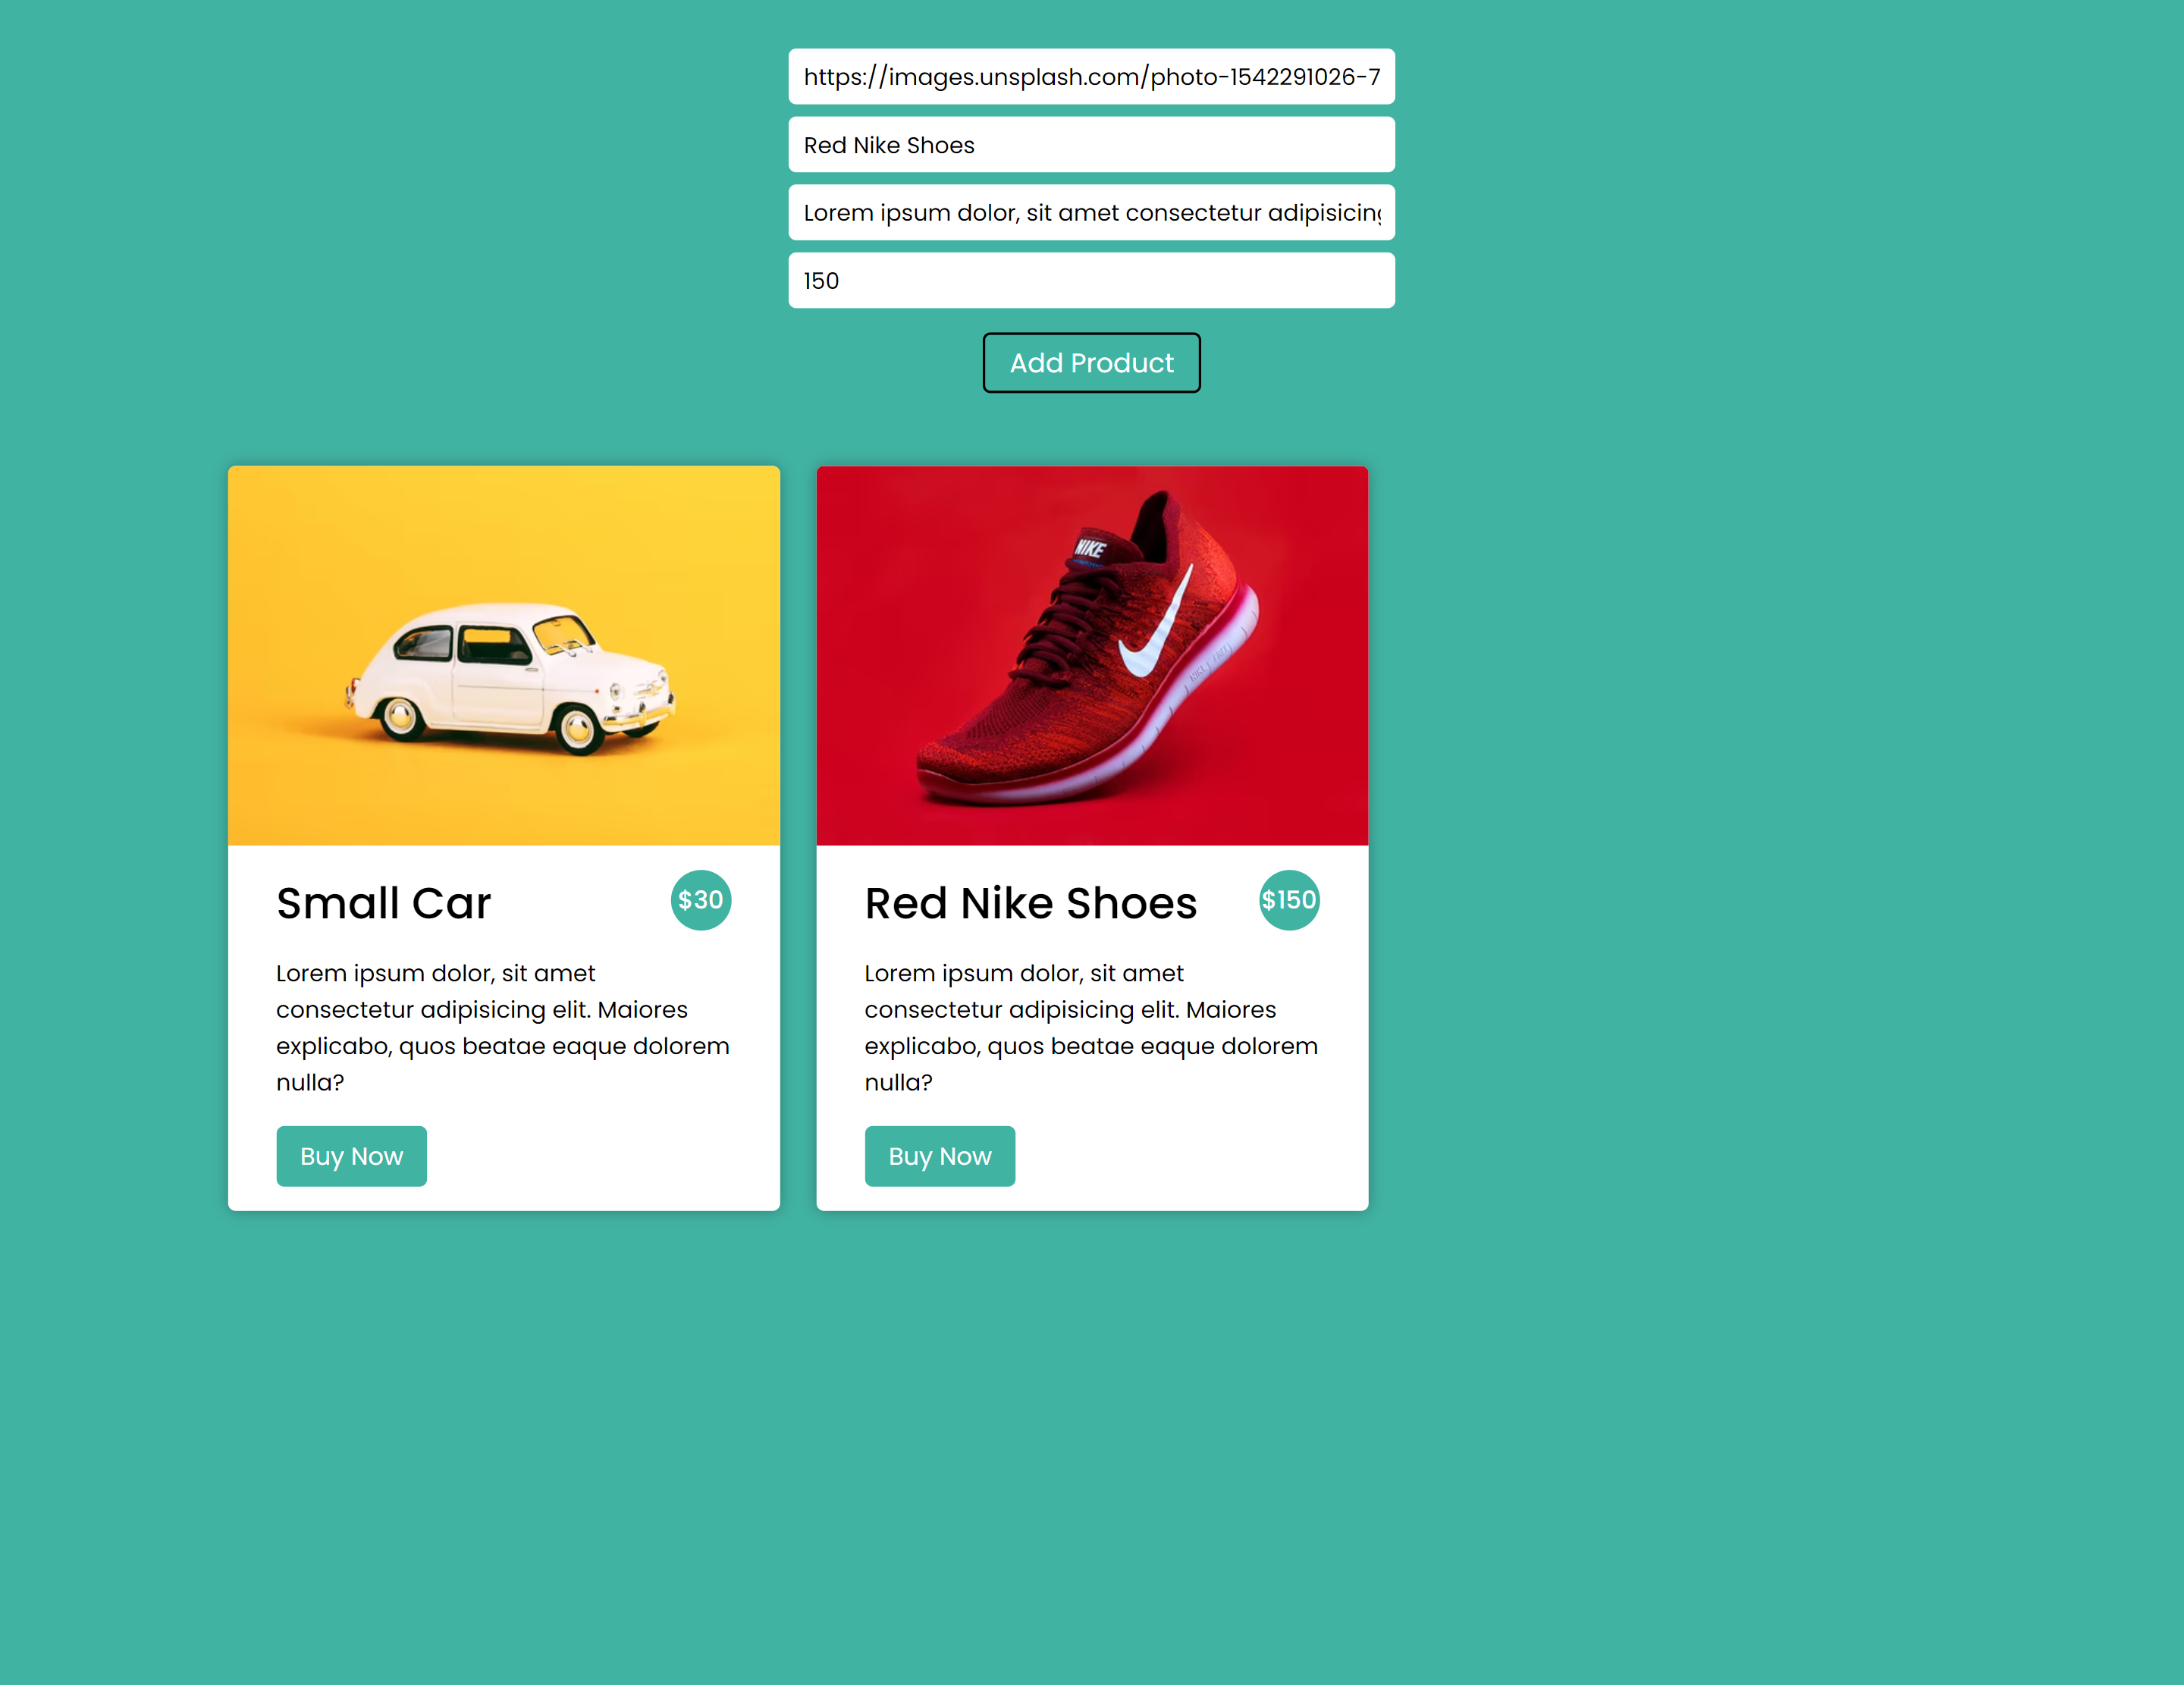 https://images.unsplash.com/photo-1542291026-7
Red Nike Shoes
Lorem ipsum dolor, sit amet consectetur adipisicing
150
Add Product
NIKE
Small Car
$30
Red Nike Shoes
$150
Lorem ipsum dolor, sit amet
consectetur adipisicing elit. Maiores
explicabo, quos beatae eaque dolorem
nulla?
Buy Now
Lorem ipsum dolor, sit amet
consectetur adipisicing elit. Maiores
explicabo, quos beatae eaque dolorem
nulla?
Buy Now